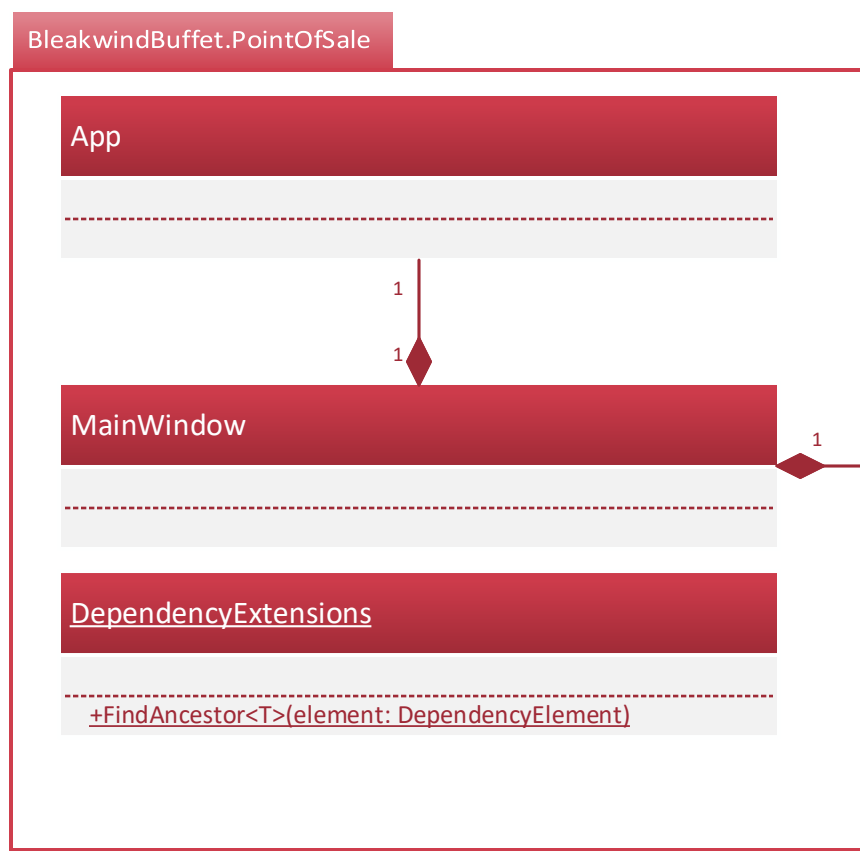 BleakwindBuffet.PointOfSale
App
1
1
MainWindow
1
DependencyExtensions
+FindAncestor<T>(element: DependencyElement)